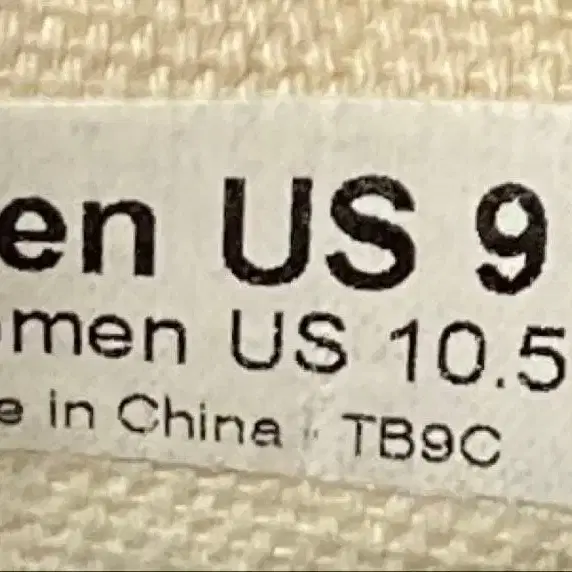 en US 9
omen US 10.5
e in China TB9C